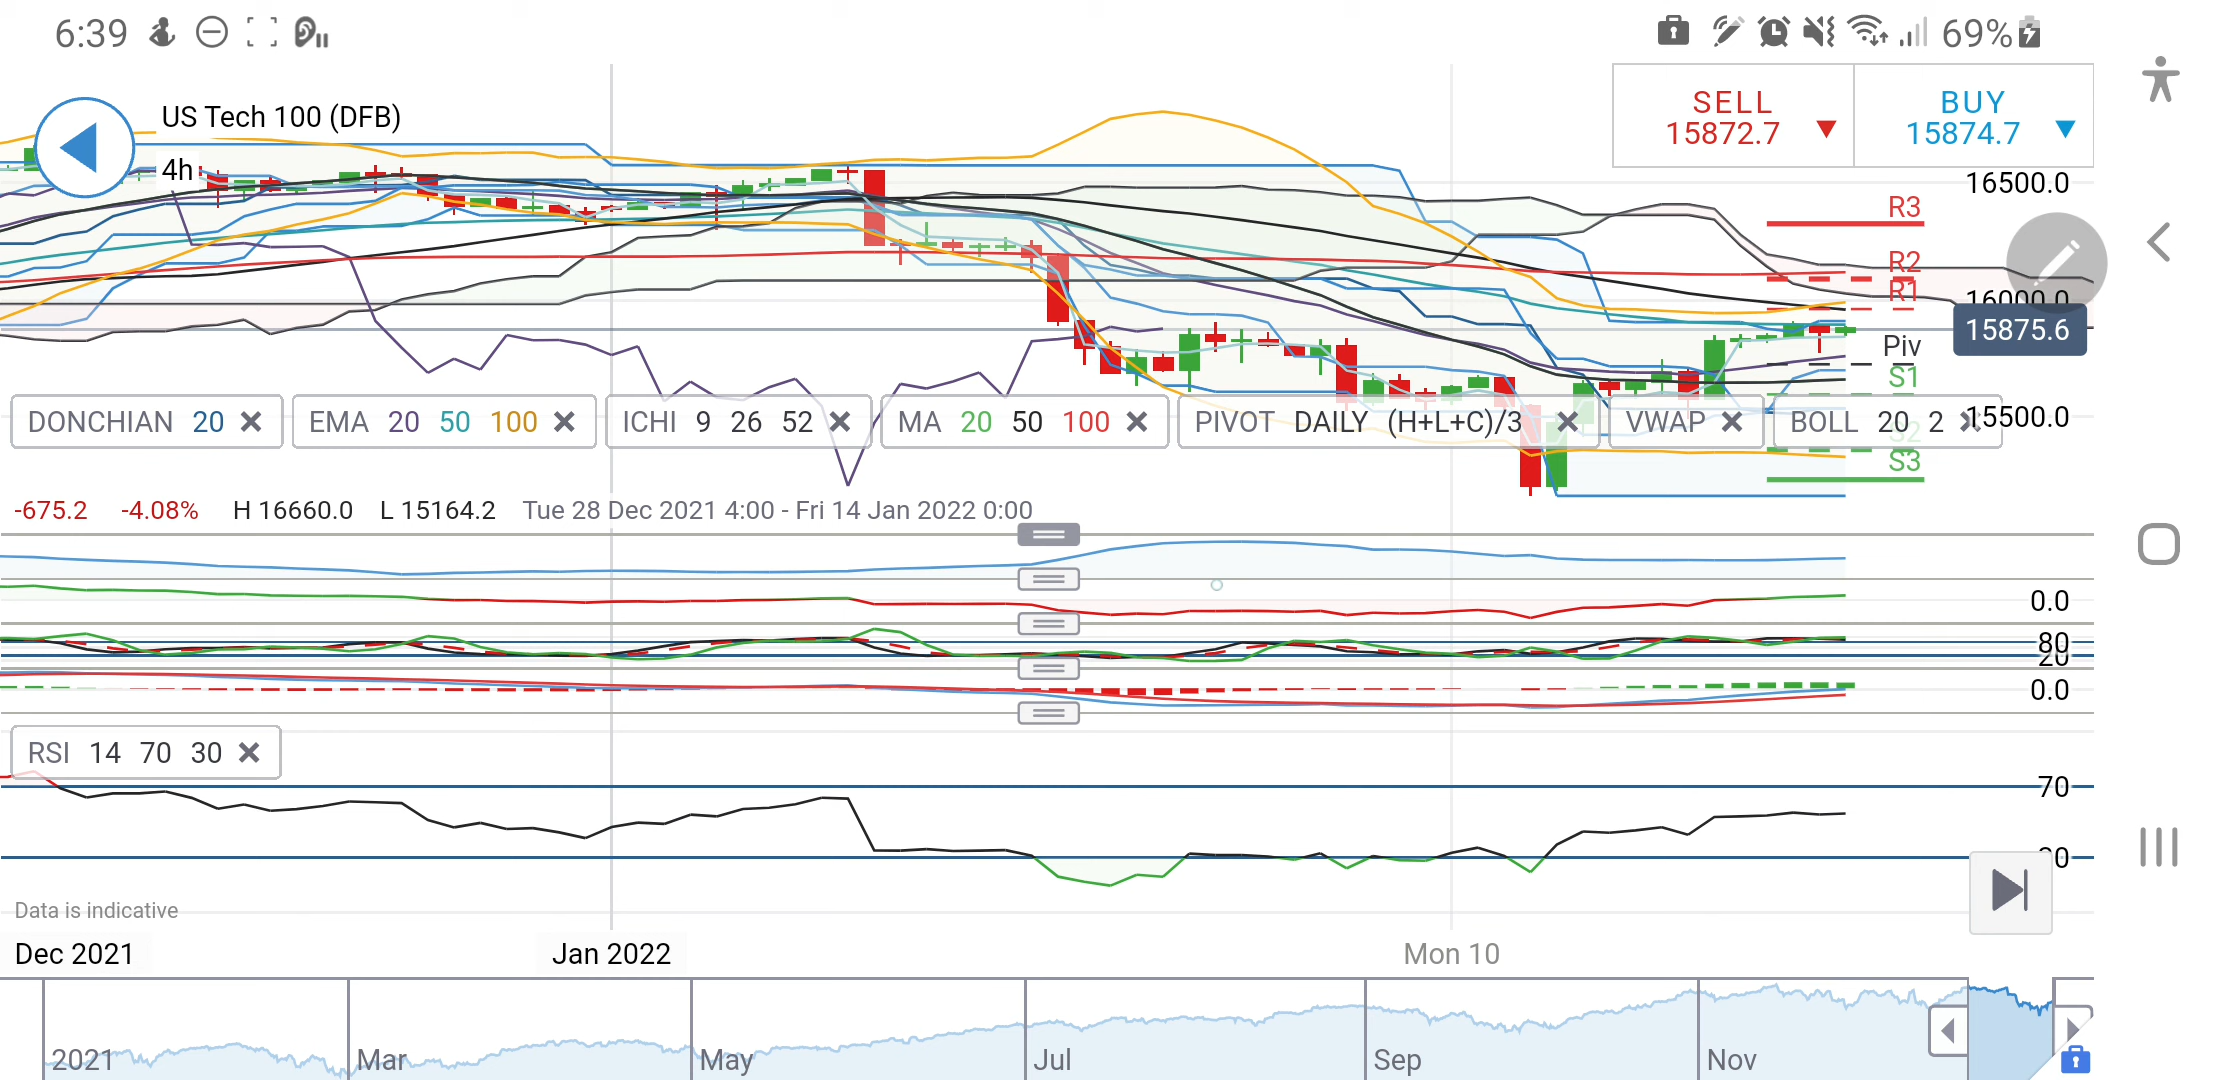 6:39
69%
US Tech 100 (DFB)
4h
SELL
15872.7
BUY
15874.7
16500.0
R3
R2
R1
16000.0
15875.6
Piv
S1
DONCHIAN 20
EMA 20 50 100
ICHI 9 26 52
MA 20 50 100
PIVOT DAILY (H+L+C)/3
VWAP
BOLL 20 2
15500.0
S2
S3
-675.2 -4.08% H 16660.0 L 15164.2 Tue 28 Dec 2021 4:00 - Fri 14 Jan 2022 0:00
0.0
80
20
0.0
RSI 14 70 30
70
Data is indicative
Dec 2021
Jan 2022
Mon 10
2021
Mar
May
Jul
Sep
Nov